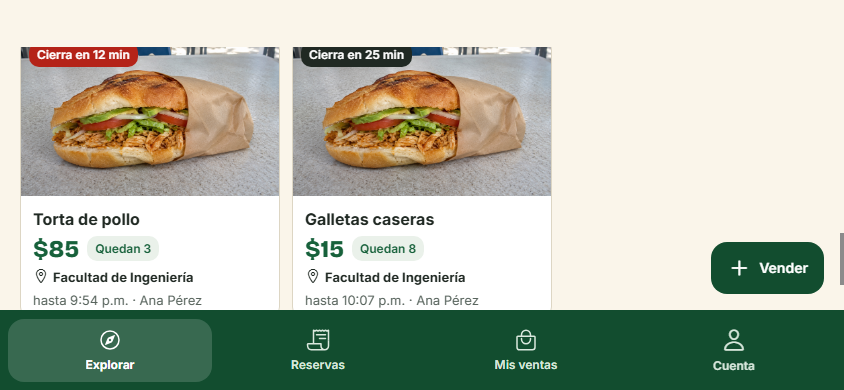 Cierra en 12 min
Cierra en 25 min
Torta de pollo
$85 Quedan 3
Facultad de Ingeniería
hasta 9:54 p.m. · Ana Pérez
Galletas caseras
$15 Quedan 8
Facultad de Ingeniería
hasta 10:07 p.m. · Ana Pérez
+ Vender
Explorar
Reservas
Mis ventas
Cuenta